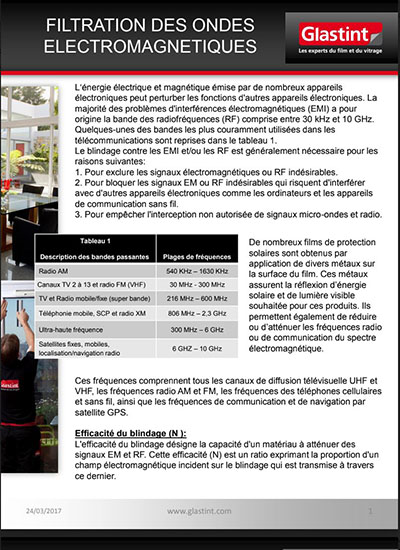 FILTRATION DES ONDES
ELECTROMAGNETIQUES
Glastint
Les experts du film et du vitrage
L'énergie électrique et magnétique émise par de nombreux appareils
électroniques peut perturber les fonctions d'autres appareils électroniques. La
majorité des problèmes d'interférences électromagnétiques (EMI) a pour
origine la bande des radiofréquences (RF) comprise entre 30 kHz et 10 GHz.
Quelques-unes des bandes les plus couramment utilisées dans les
télécommunications sont reprises dans le tableau 1.
Le blindage contre les EMI et/ou les RF est généralement nécessaire pour les
raisons suivantes:
1. Pour exclure les signaux électromagnétiques ou RF indésirables.
2. Pour bloquer les signaux EM ou RF indésirables qui risquent d'interférer
avec d'autres appareils électroniques comme les ordinateurs et les appareils
de communication sans fil.
3. Pour empêcher l'interception non autorisée de signaux micro-ondes et radio.
Tableau 1
Description des bandes passantes Plages de fréquences
Radio AM 540 KHz – 1630 KHz
Canaux TV 2 à 13 et radio FM (VHF) 30 MHz - 300 MHz
TV et Radio mobile/fixe (super bande) 216 MHz – 600 MHz
Téléphonie mobile, SCP et radio XM 806 MHz – 2,3 GHz
Ultra-haute fréquence 300 MHz – 6 GHz
Satellites fixes, mobiles,
localisation/navigation radio 6 GHZ – 10 GHz
De nombreux films de protection
solaires sont obtenus par
application de divers métaux sur
la surface du film. Ces métaux
assurent la réflexion d'énergie
solaire et de lumière visible
souhaitée pour ces produits. Ils
permettent également de réduire
ou d'atténuer les fréquences radio
ou de communication du spectre
électromagnétique.
Ces fréquences comprennent tous les canaux de diffusion télévisuelle UHF et
VHF, les fréquences radio AM et FM, les fréquences des téléphones cellulaires
et sans fil, ainsi que les fréquences de communication et de navigation par
satellite GPS.
Efficacité du blindage (N ):
L'efficacité du blindage désigne la capacité d'un matériau à atténuer des
signaux EM et RF. Cette efficacité (N) est un ratio exprimant la proportion d'un
champ électromagnétique incident sur le blindage qui est transmise à travers
ce dernier.
Glastint
24/03/2017 www.glastint.com 1